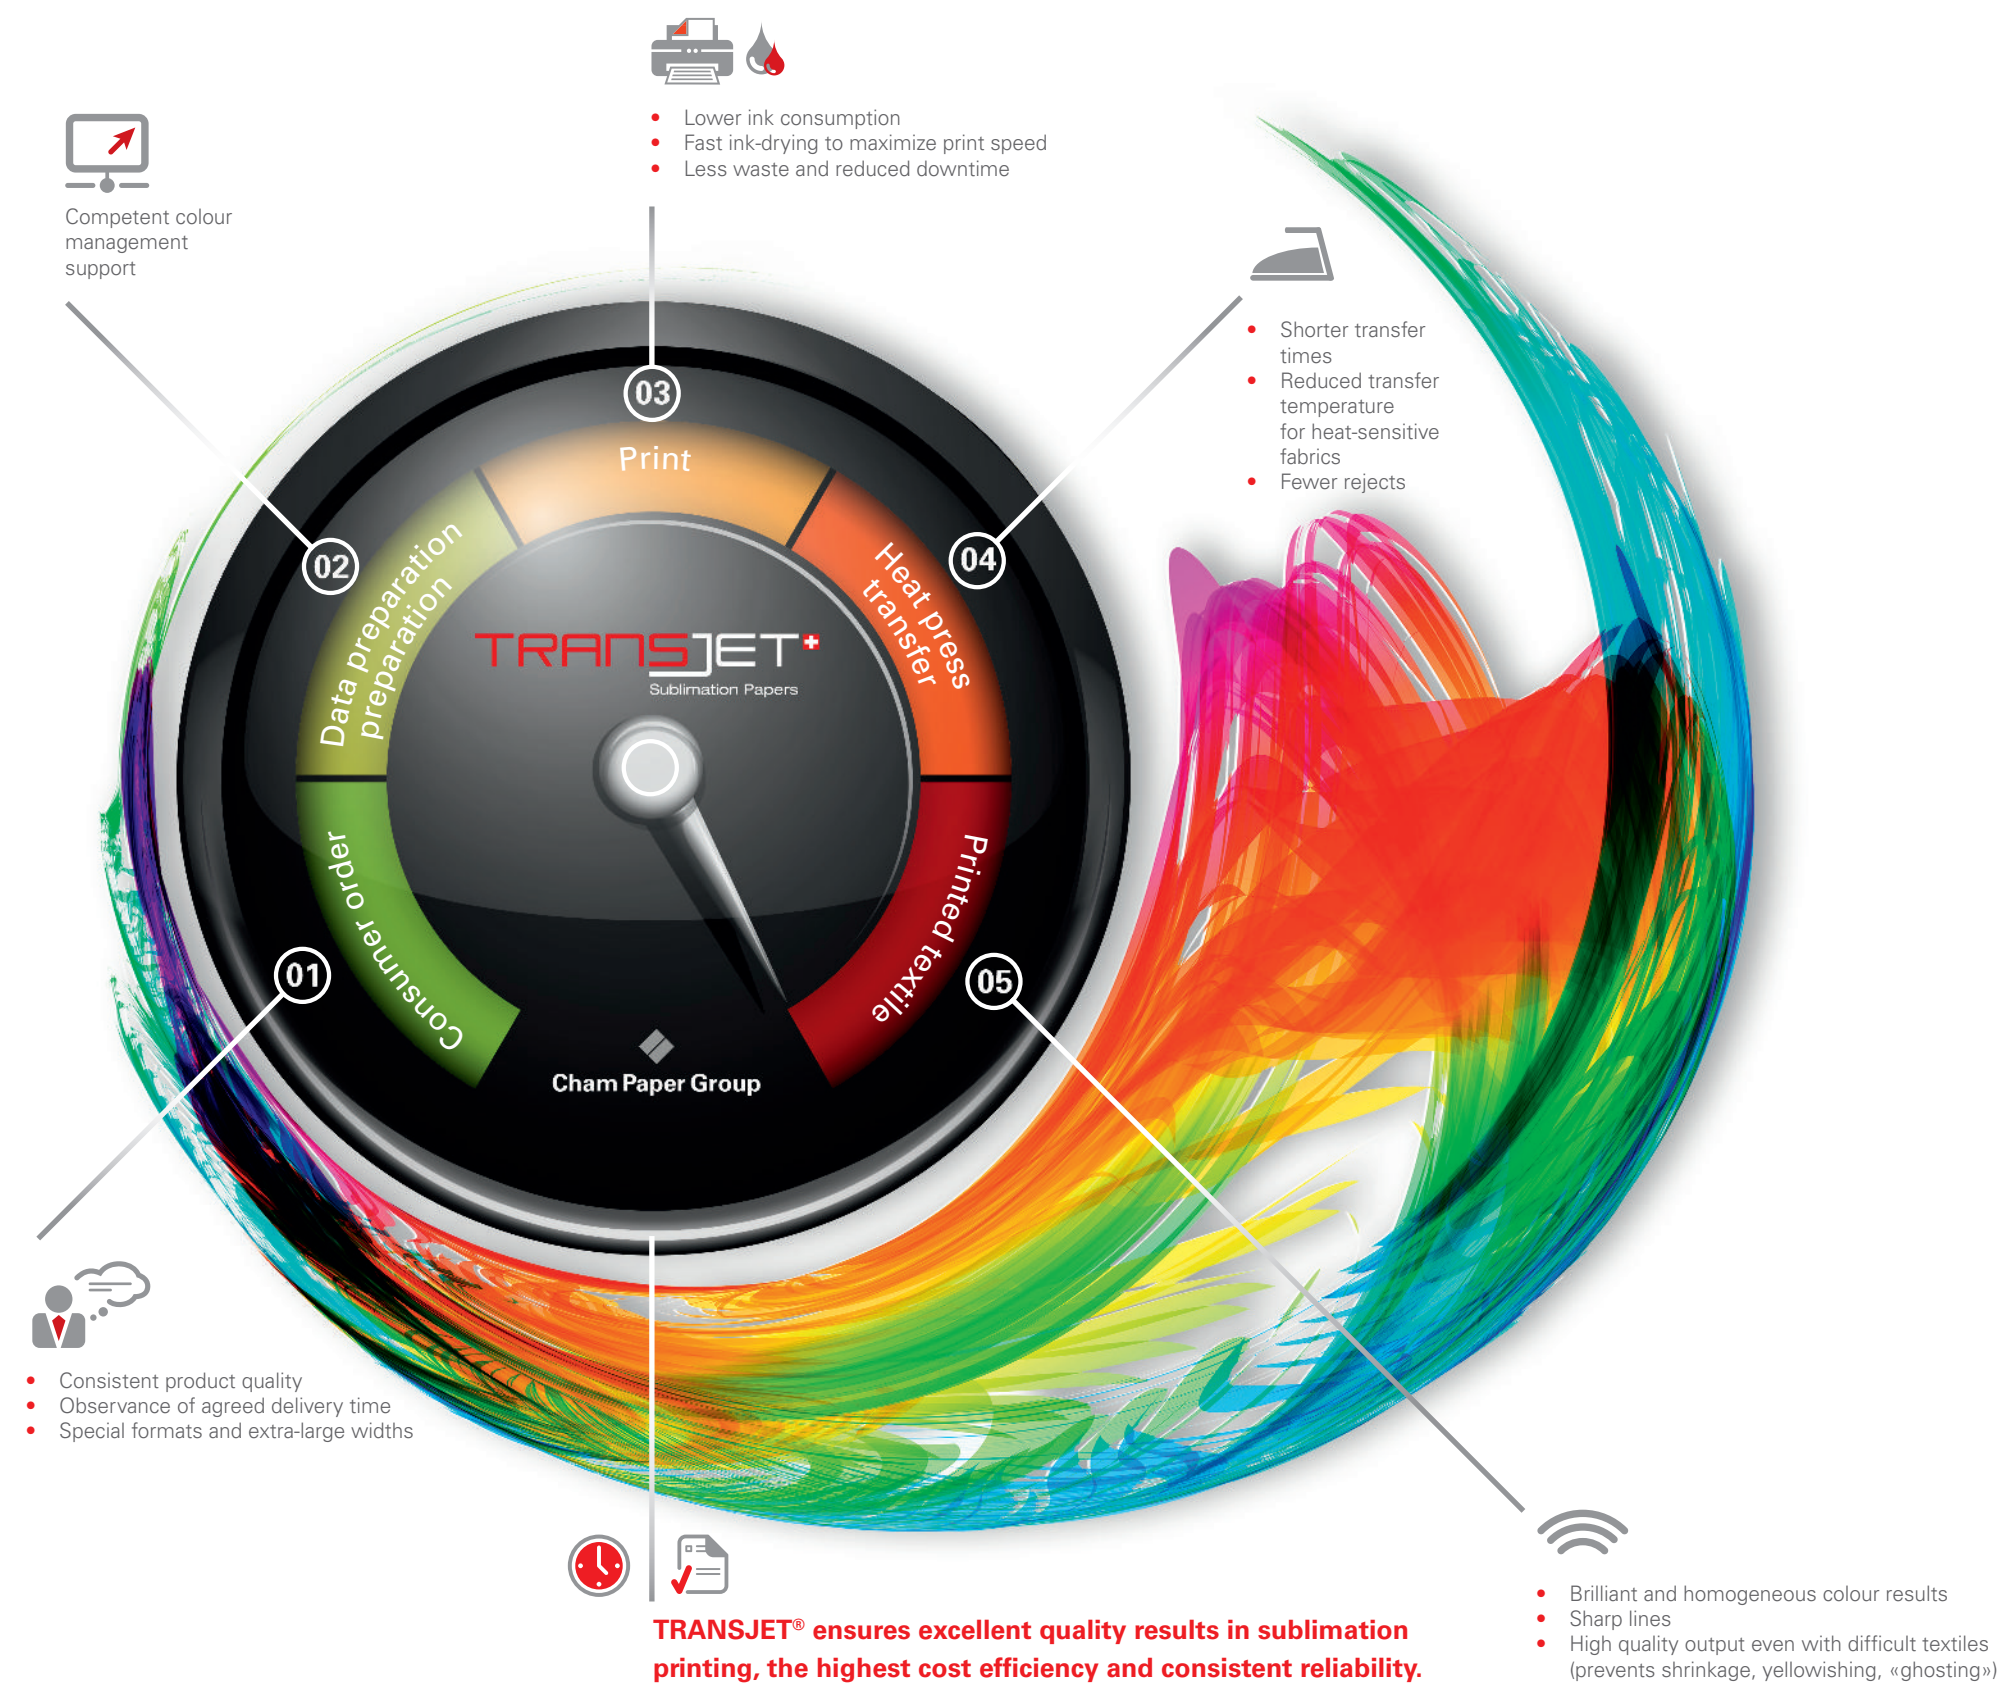 • Lower ink consumption
• Fast ink-drying to maximize print speed
• Less waste and reduced downtime
Competent colour
management
support
• Shorter transfer
times
• Reduced transfer
temperature
for heat-sensitive
fabrics
• Fewer rejects
03
Print
02
Data preparation
preparation
04
Heat press
transfer
TRANSJET
Sublimation Papers
01
Consumer order
05
Printed textile
Cham Paper Group
• Consistent product quality
• Observance of agreed delivery time
• Special formats and extra-large widths
TRANSJET® ensures excellent quality results in sublimation
printing, the highest cost efficiency and consistent reliability.
• Brilliant and homogeneous colour results
• Sharp lines
• High quality output even with difficult textiles
(prevents shrinkage, yellowishing, «ghosting»)